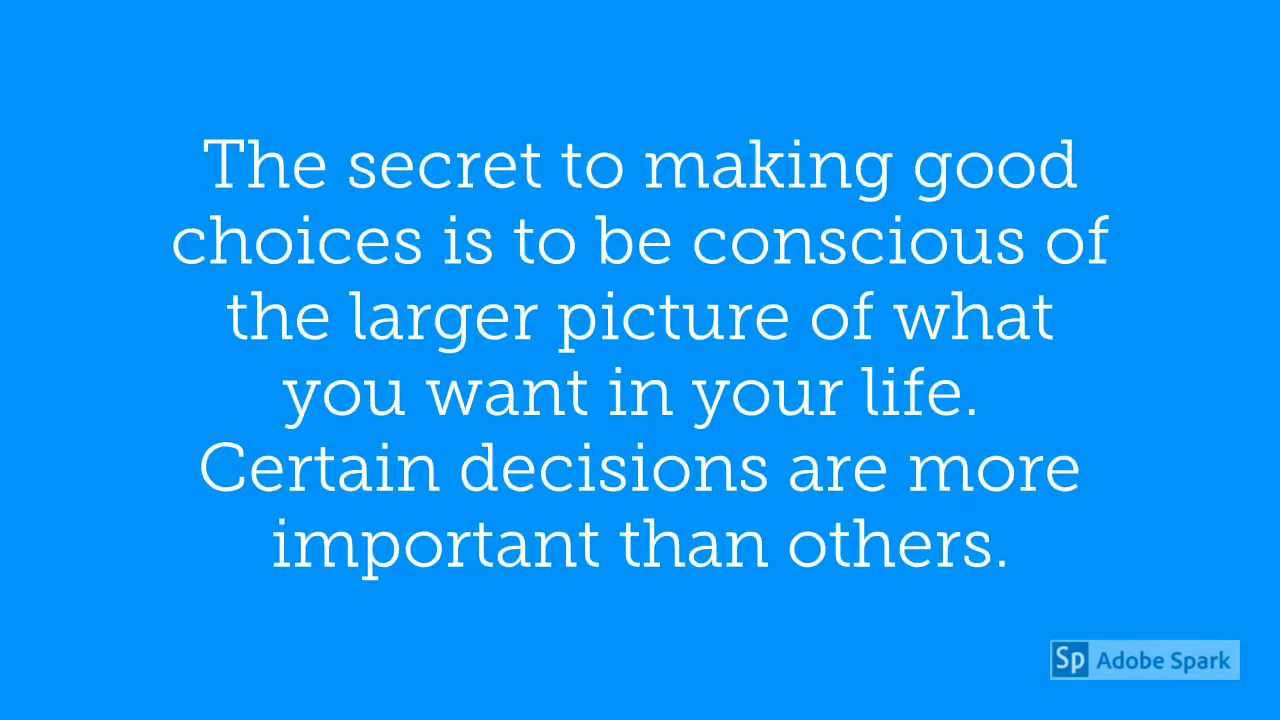 The secret to making good
choices is to be conscious of
the larger picture of what
you want in your life.
Certain decisions are more
important than others.
Sp Adobe Spark